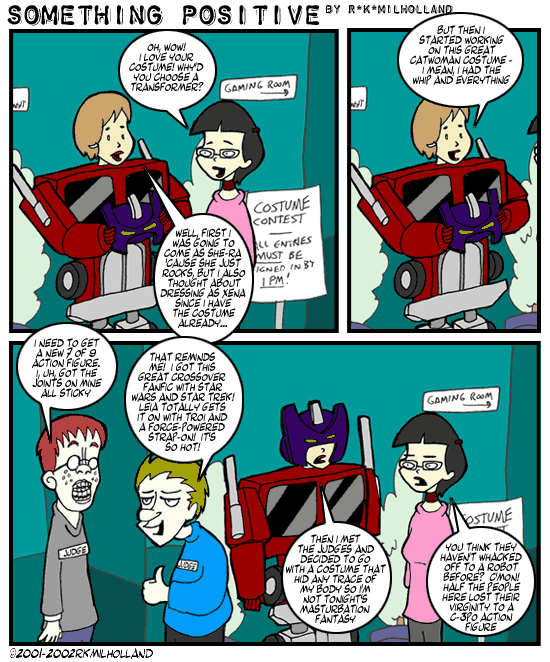 SOMETHING POSITIVE BY R*K*MILHOLLAND
OH, WOW!
I LOVE YOUR
COSTUME! WHY'D
YOU CHOOSE A
TRANSFORMER?
GAMING ROOM
COSTUME
CONTEST
ALL ENTRIES
MUST BE
SIGNED IN BY
1 PM!
WELL, FIRST I
WAS GOING TO
COME AS SHE-RA
'CAUSE SHE JUST
ROCKS, BUT I ALSO
THOUGHT ABOUT
DRESSING AS XENA
SINCE I HAVE
THE COSTUME
ALREADY...
BUT THEN I
STARTED WORKING
ON THIS GREAT
CATWOMAN COSTUME -
I MEAN, I HAD THE
WHIP AND EVERYTHING
I NEED TO GET
A NEW 7 OF 9
ACTION FIGURE.
I, UH, GOT THE
JOINTS ON MINE
ALL STICKY
THAT REMINDS
ME! I GOT THIS
GREAT CROSSOVER
FANFIC WITH STAR
WARS AND STAR TREK!
LEIA TOTALLY GETS
IT ON WITH TROI AND
A FORCE-POWERED
STRAP-ON! IT'S
SO HOT!
JUDGE
JUDGE
GAMING ROOM
COSTUME
THEN I MET
THE JUDGES AND
DECIDED TO GO
WITH A COSTUME THAT
HID ANY TRACE OF
MY BODY SO I'M
NOT TONIGHT'S
MASTURBATION
FANTASY
YOU THINK THEY
HAVEN'T WHACKED
OFF TO A ROBOT
BEFORE? C'MON!
HALF THE PEOPLE
HERE LOST THEIR
VIRGINITY TO A
C-3PO ACTION
FIGURE
©2001-2002RKMILHOLLAND